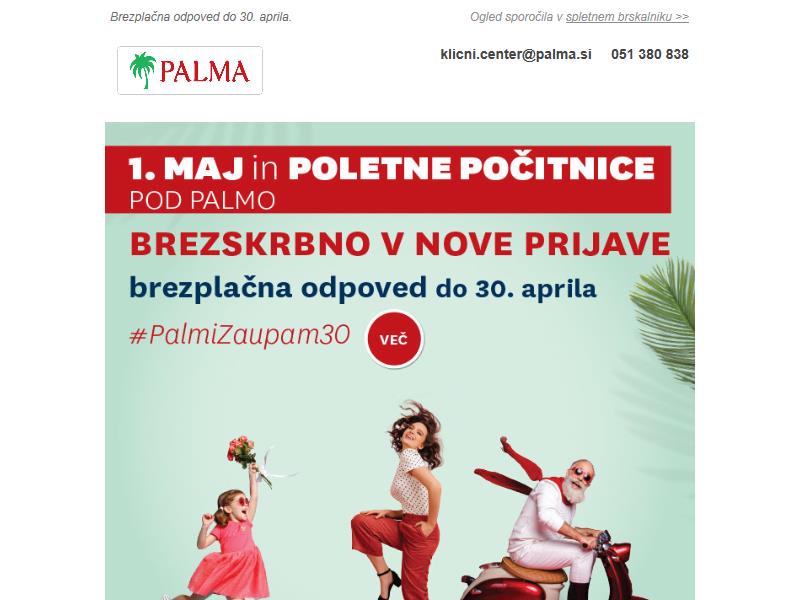 Brezplačna odpoved do 30. aprila.
Ogled sporočila v spletnem brskalniku >>
PALMA
klicni.center@palma.si 051 380 838
1. MAJ in POLETNE POČITNICE
POD PALMO
BREZSKRBNO V NOVE PRIJAVE
brezplačna odpoved do 30. aprila
#PalmiZaupam30
VEČ